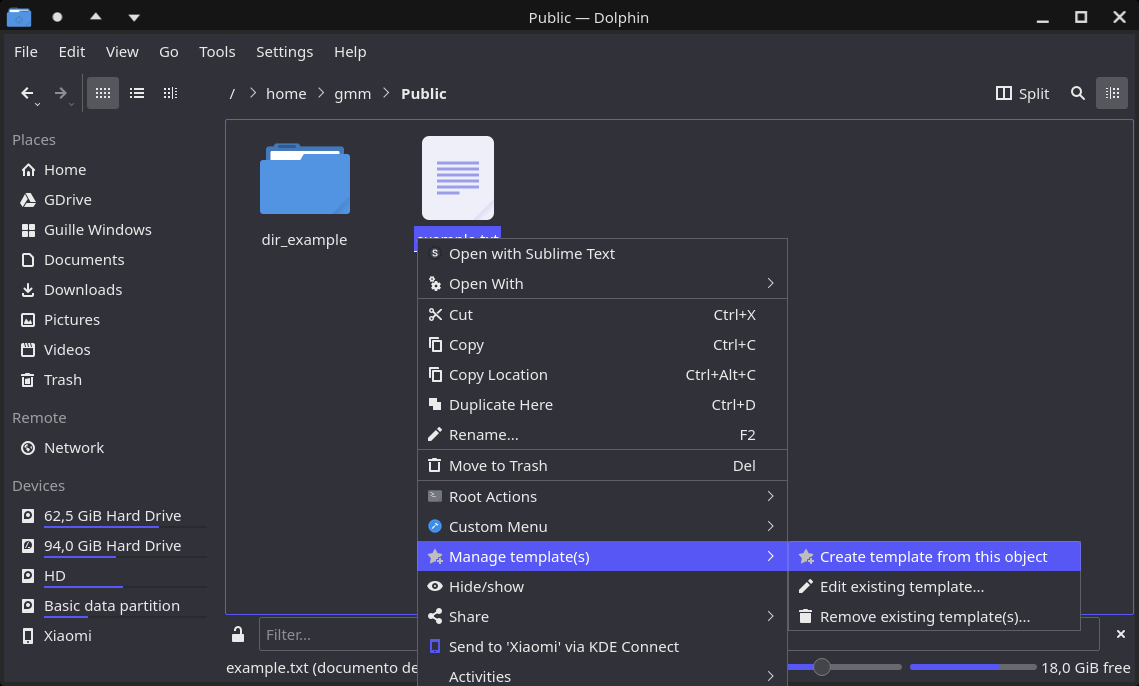 Public — Dolphin
File Edit View Go Tools Settings Help
/ home gmm Public Split
Places
Home
GDrive
Guille Windows
Documents
Downloads
Pictures
Videos
Trash
Remote
Network
Devices
62,5 GiB Hard Drive
94,0 GiB Hard Drive
HD
Basic data partition
Xiaomi
dir_example
Open with Sublime Text
Open With
Cut Ctrl+X
Copy Ctrl+C
Copy Location Ctrl+Alt+C
Duplicate Here Ctrl+D
Rename... F2
Move to Trash Del
Root Actions
Custom Menu
Manage template(s)
Hide/show
Share
Send to 'Xiaomi' via KDE Connect
Activities
Create template from this object
Edit existing template...
Remove existing template(s)...
Filter...
example.txt (documento de
18,0 GiB free